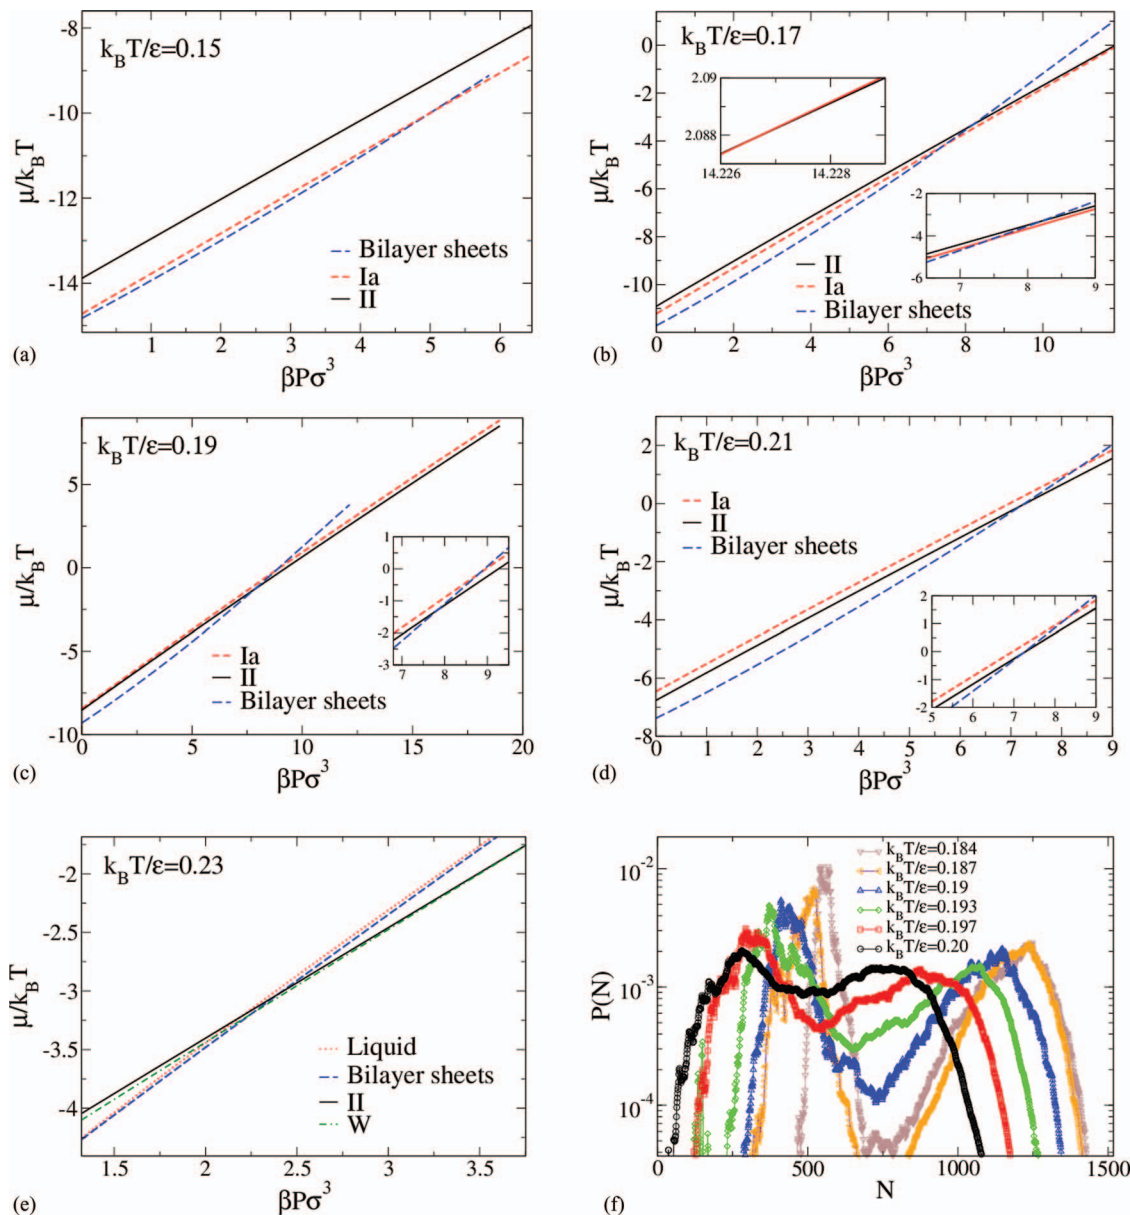 k_BT/ε=0.15
-8
-10
-12
-14
μ/k_BT
Bilayer sheets
Ia
II
1 2 3 4 5 6
βPσ³
(a)
k_BT/ε=0.17
0
-2
-4
-6
-8
-10
μ/k_BT
2.09
2.088
14.226 14.228
-2
-4
-6
7 8 9
II
Ia
Bilayer sheets
0 2 4 6 8 10
βPσ³
(b)
k_BT/ε=0.19
5
0
-5
-10
μ/k_BT
1
0
-1
-2
-3
7 8 9
Ia
II
Bilayer sheets
0 5 10 15 20
βPσ³
(c)
k_BT/ε=0.21
2
0
-2
-4
-6
-8
μ/k_BT
Ia
II
Bilayer sheets
2
1
0
-1
-2
5 6 7 8 9
0 1 2 3 4 5 6 7 8 9
βPσ³
(d)
k_BT/ε=0.23
-2
-2.5
-3
-3.5
-4
μ/k_BT
Liquid
Bilayer sheets
II
W
1.5 2 2.5 3 3.5
βPσ³
(e)
k_BT/ε=0.184
k_BT/ε=0.187
k_BT/ε=0.19
k_BT/ε=0.193
k_BT/ε=0.197
k_BT/ε=0.20
10⁻²
10⁻³
10⁻⁴
P(N)
0 500 1000 1500
N
(f)